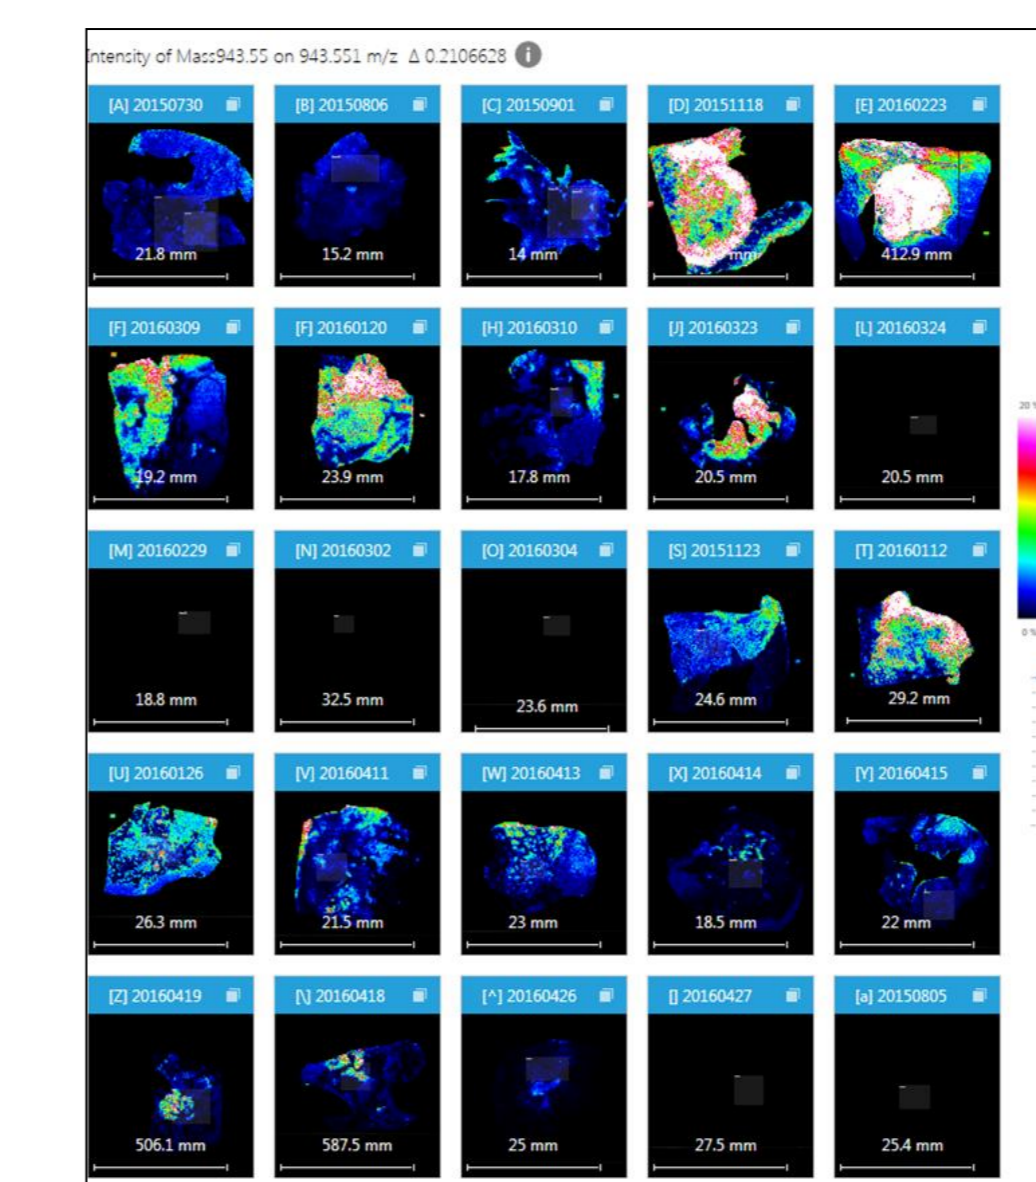 Intensity of Mass943.55 on 943.551 m/z Δ 0.2106628 i
[A] 20150730 [B] 20150806 [C] 20150901 [D] 20151118 [E] 20160223
21.8 mm 15.2 mm 14 mm mm 412.9 mm
[F] 20160309 [F] 20160120 [H] 20160310 [J] 20160323 [L] 20160324
19.2 mm 23.9 mm 17.8 mm 20.5 mm 20.5 mm
20 %
[M] 20160229 [N] 20160302 [O] 20160304 [S] 20151123 [T] 20160112
0 %
18.8 mm 32.5 mm 23.6 mm 24.6 mm 29.2 mm
[U] 20160126 [V] 20160411 [W] 20160413 [X] 20160414 [Y] 20160415
26.3 mm 21.5 mm 23 mm 18.5 mm 22 mm
[Z] 20160419 [\] 20160418 [^] 20160426 [] 20160427 [a] 20150805
506.1 mm 587.5 mm 25 mm 27.5 mm 25.4 mm